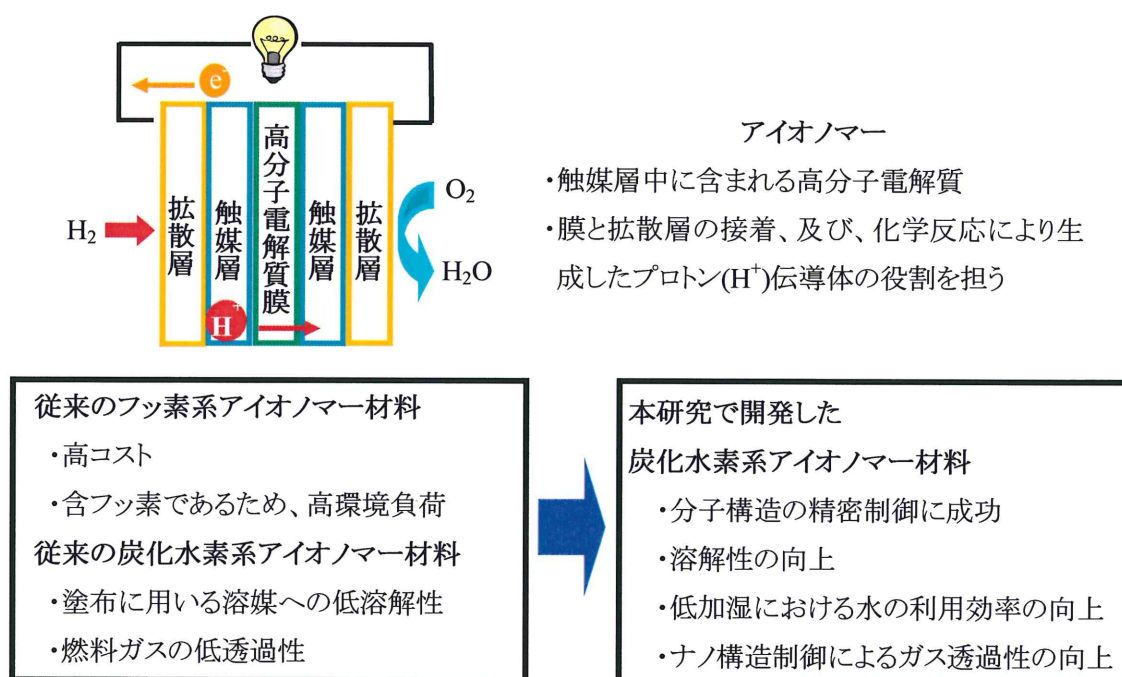 e⁻
H₂
拡散層
触媒層
高分子電解質膜
触媒層
拡散層
O₂
H₂O
H⁺
アイオノマー
・触媒層中に含まれる高分子電解質
・膜と拡散層の接着、及び、化学反応により生
成したプロトン(H⁺)伝導体の役割を担う
従来のフッ素系アイオノマー材料
・高コスト
・含フッ素であるため、高環境負荷
従来の炭化水素系アイオノマー材料
・塗布に用いる溶媒への低溶解性
・燃料ガスの低透過性
本研究で開発した
炭化水素系アイオノマー材料
・分子構造の精密制御に成功
・溶解性の向上
・低加湿における水の利用効率の向上
・ナノ構造制御によるガス透過性の向上